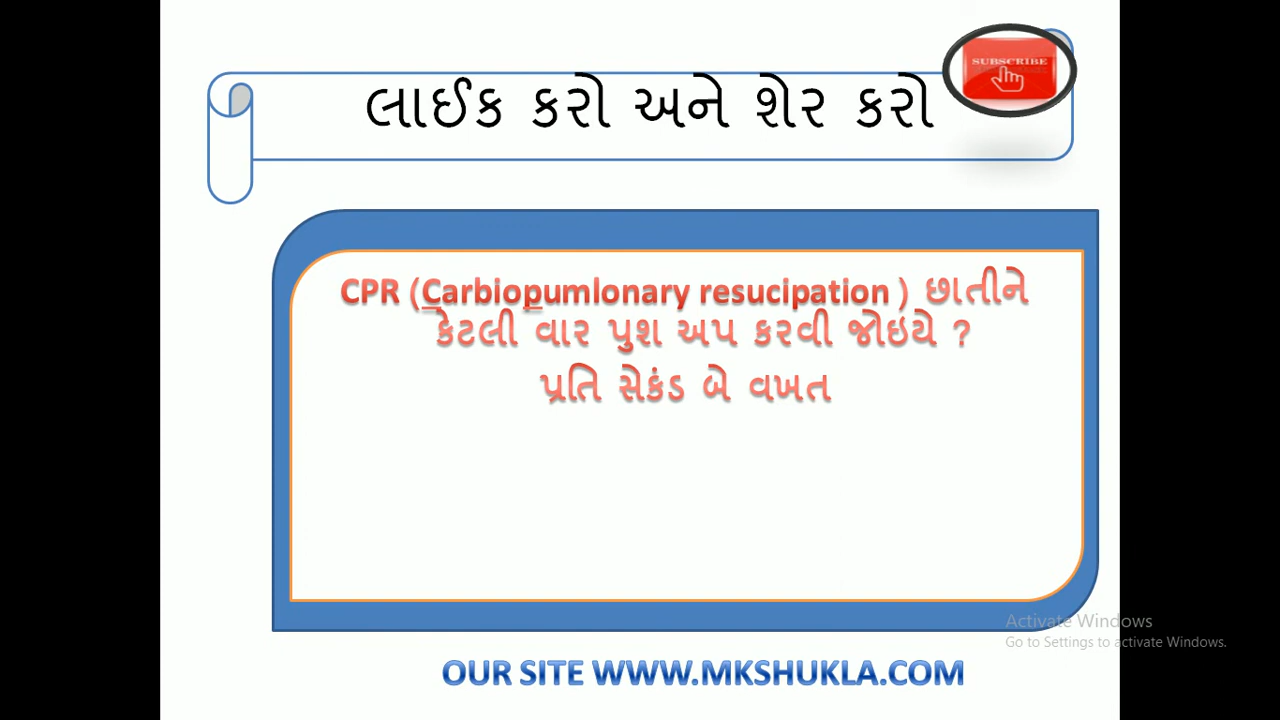 SUBSCRIBE
લાઈક કરો અને શેર કરો
CPR (Carbiopumlonary resucipation ) છાતીને
કેટલી વાર પુશ અપ કરવી જોઇયે ?
પ્રતિ સેકંડ બે વખત
Activate Windows
Go to Settings to activate Windows.
OUR SITE WWW.MKSHUKLA.COM